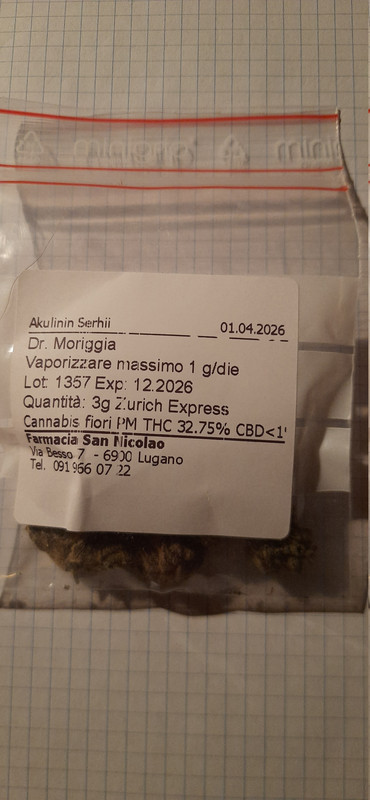 minigrip mini
Akulinin Serhii 01.04.2026
Dr. Moriggia
Vaporizzare massimo 1 g/die
Lot: 1357 Exp: 12.2026
Quantità: 3g Zurich Express
Cannabis fiori PM THC 32.75% CBD<1
Farmacia San Nicolao
Via Besso 7 - 6900 Lugano
Tel. 091 966 07 22